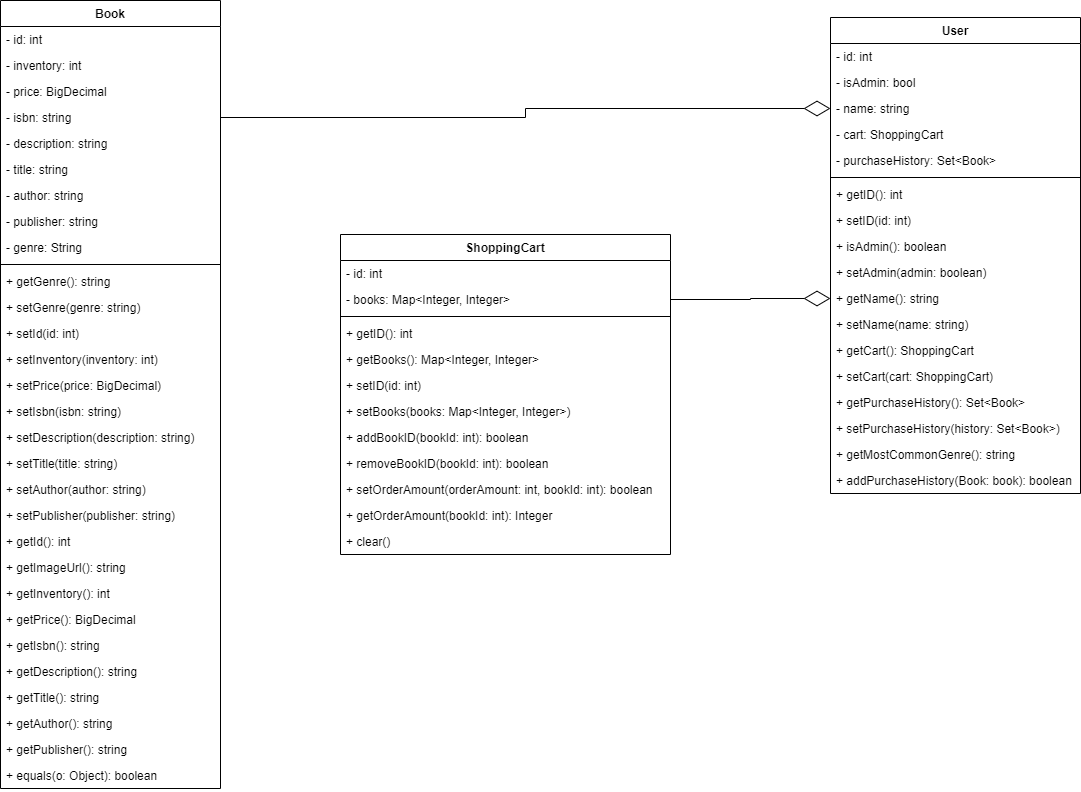 Book
- id: int
- inventory: int
- price: BigDecimal
- isbn: string
- description: string
- title: string
- author: string
- publisher: string
- genre: String
+ getGenre(): string
+ setGenre(genre: string)
+ setId(id: int)
+ setInventory(inventory: int)
+ setPrice(price: BigDecimal)
+ setIsbn(isbn: string)
+ setDescription(description: string)
+ setTitle(title: string)
+ setAuthor(author: string)
+ setPublisher(publisher: string)
+ getId(): int
+ getImageUrl(): string
+ getInventory(): int
+ getPrice(): BigDecimal
+ getIsbn(): string
+ getDescription(): string
+ getTitle(): string
+ getAuthor(): string
+ getPublisher(): string
+ equals(o: Object): boolean
ShoppingCart
- id: int
- books: Map<Integer, Integer>
+ getID(): int
+ getBooks(): Map<Integer, Integer>
+ setID(id: int)
+ setBooks(books: Map<Integer, Integer>)
+ addBookID(bookId: int): boolean
+ removeBookID(bookId: int): boolean
+ setOrderAmount(orderAmount: int, bookId: int): boolean
+ getOrderAmount(bookId: int): Integer
+ clear()
User
- id: int
- isAdmin: bool
- name: string
- cart: ShoppingCart
- purchaseHistory: Set<Book>
+ getID(): int
+ setID(id: int)
+ isAdmin(): boolean
+ setAdmin(admin: boolean)
+ getName(): string
+ setName(name: string)
+ getCart(): ShoppingCart
+ setCart(cart: ShoppingCart)
+ getPurchaseHistory(): Set<Book>
+ setPurchaseHistory(history: Set<Book>)
+ getMostCommonGenre(): string
+ addPurchaseHistory(Book: book): boolean